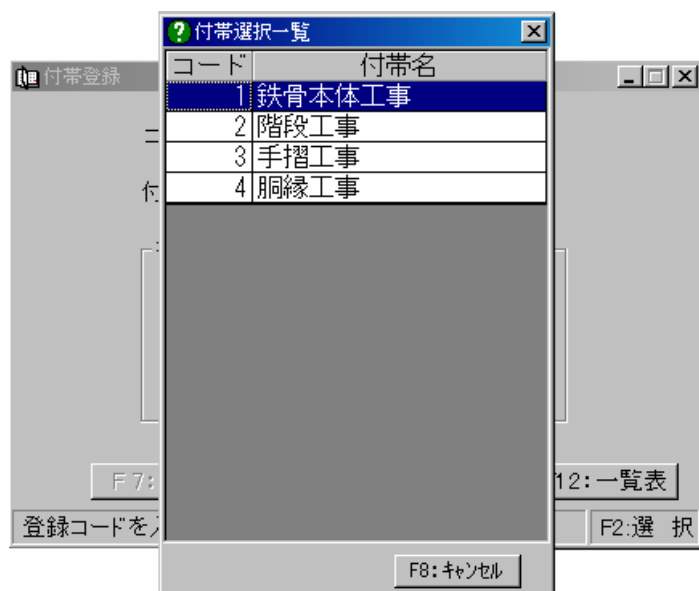 付帯選択一覧
付帯登録
コード 付帯名
1 鉄骨本体工事
2 階段工事
3 手摺工事
4 胴縁工事
付
F7:
12:一覧表
登録コードを
F2:選 択
F8:キャンセル